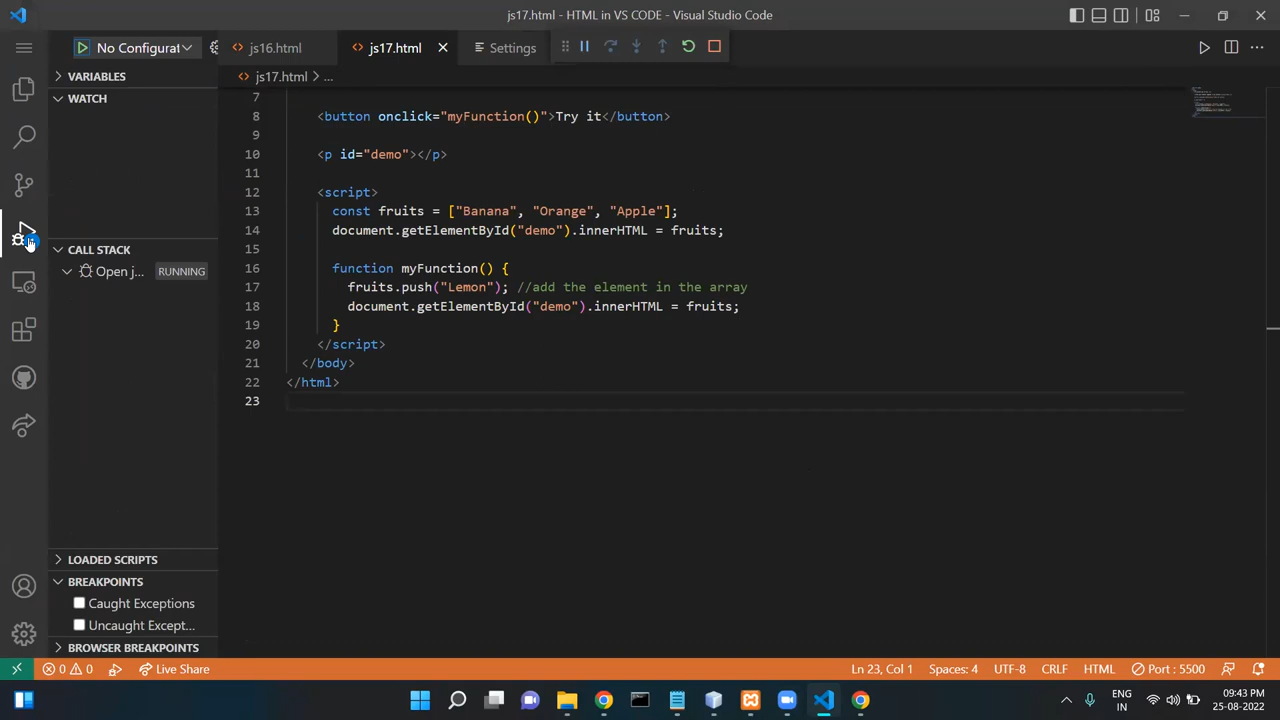 js17.html - HTML in VS CODE - Visual Studio Code
No Configurat
js16.html
js17.html
Settings
VARIABLES
js17.html > ...
WATCH
7
8 <button onclick="myFunction()">Try it</button>
9
10 <p id="demo"></p>
11
12 <script>
13 const fruits = ["Banana", "Orange", "Apple"];
14 document.getElementById("demo").innerHTML = fruits;
15
16 function myFunction() {
17 fruits.push("Lemon"); //add the element in the array
18 document.getElementById("demo").innerHTML = fruits;
19 }
20 </script>
21 </body>
22 </html>
23
CALL STACK
Open j... RUNNING
LOADED SCRIPTS
BREAKPOINTS
Caught Exceptions
Uncaught Except...
BROWSER BREAKPOINTS
0 0 Live Share Ln 23, Col 1 Spaces: 4 UTF-8 CRLF HTML Port : 5500
ENG
IN
09:43 PM
25-08-2022